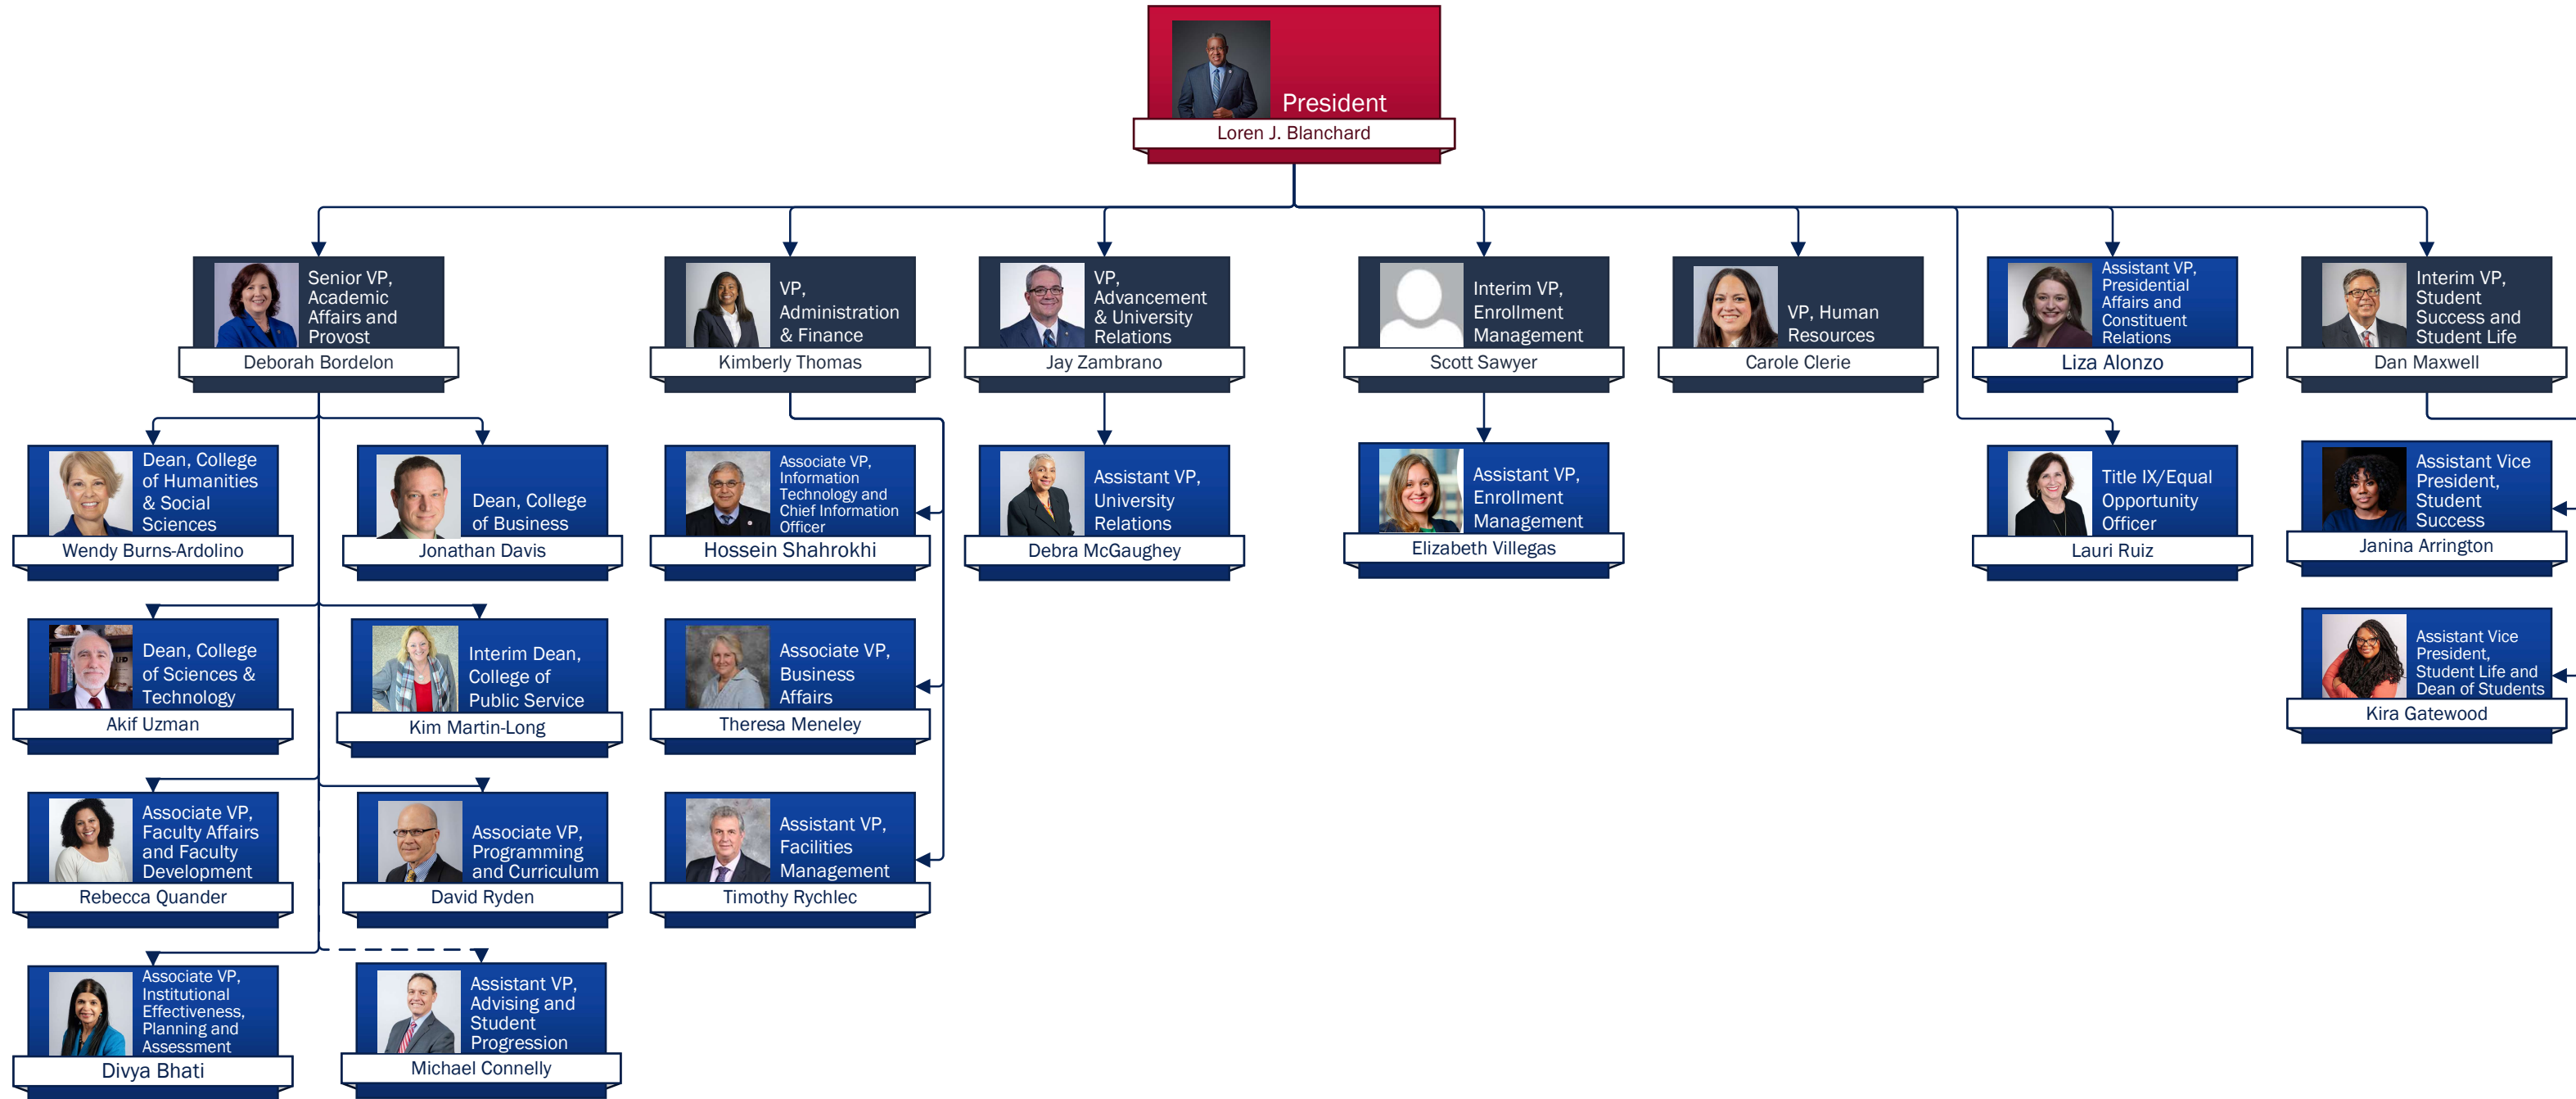 President
Loren J. Blanchard
Senior VP,
Academic
Affairs and
Provost
Deborah Bordelon
VP,
Administration
& Finance
Kimberly Thomas
VP,
Advancement
& University
Relations
Jay Zambrano
Interim VP,
Enrollment
Management
Scott Sawyer
VP, Human
Resources
Carole Clerie
Assistant VP,
Presidential
Affairs and
Constituent
Relations
Liza Alonzo
Interim VP,
Student
Success and
Student Life
Dan Maxwell
Dean, College
of Humanities
& Social
Sciences
Wendy Burns-Ardolino
Dean, College
of Business
Jonathan Davis
Associate VP,
Information
Technology and
Chief Information
Officer
Hossein Shahrokhi
Assistant VP,
University
Relations
Debra McGaughey
Assistant VP,
Enrollment
Management
Elizabeth Villegas
Title IX/Equal
Opportunity
Officer
Lauri Ruiz
Assistant Vice
President,
Student
Success
Janina Arrington
Dean, College
of Sciences &
Technology
Akif Uzman
Interim Dean,
College of
Public Service
Kim Martin-Long
Associate VP,
Business
Affairs
Theresa Meneley
Assistant Vice
President,
Student Life and
Dean of Students
Kira Gatewood
Associate VP,
Faculty Affairs
and Faculty
Development
Rebecca Quander
Associate VP,
Programming
and Curriculum
David Ryden
Assistant VP,
Facilities
Management
Timothy Rychlec
Associate VP,
Institutional
Effectiveness,
Planning and
Assessment
Divya Bhati
Assistant VP,
Advising and
Student
Progression
Michael Connelly